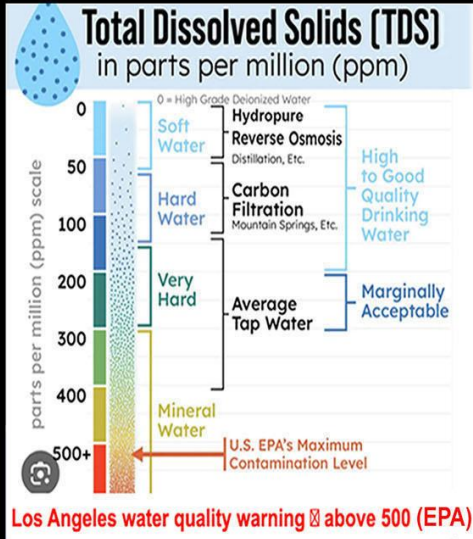 Total Dissolved Solids (TDS)
in parts per million (ppm)
0 = High Grade Deionized Water
parts per million (ppm) scale
0
50
100
200
300
400
500+
Soft
Water
Hard
Water
Very
Hard
Mineral
Water
Hydropure
Reverse Osmosis
Distillation, Etc.
Carbon
Filtration
Mountain Springs, Etc.
Average
Tap Water
High
to Good
Quality
Drinking
Water
Marginally
Acceptable
U.S. EPA's Maximum
Contamination Level
Los Angeles water quality warning ☒ above 500 (EPA)